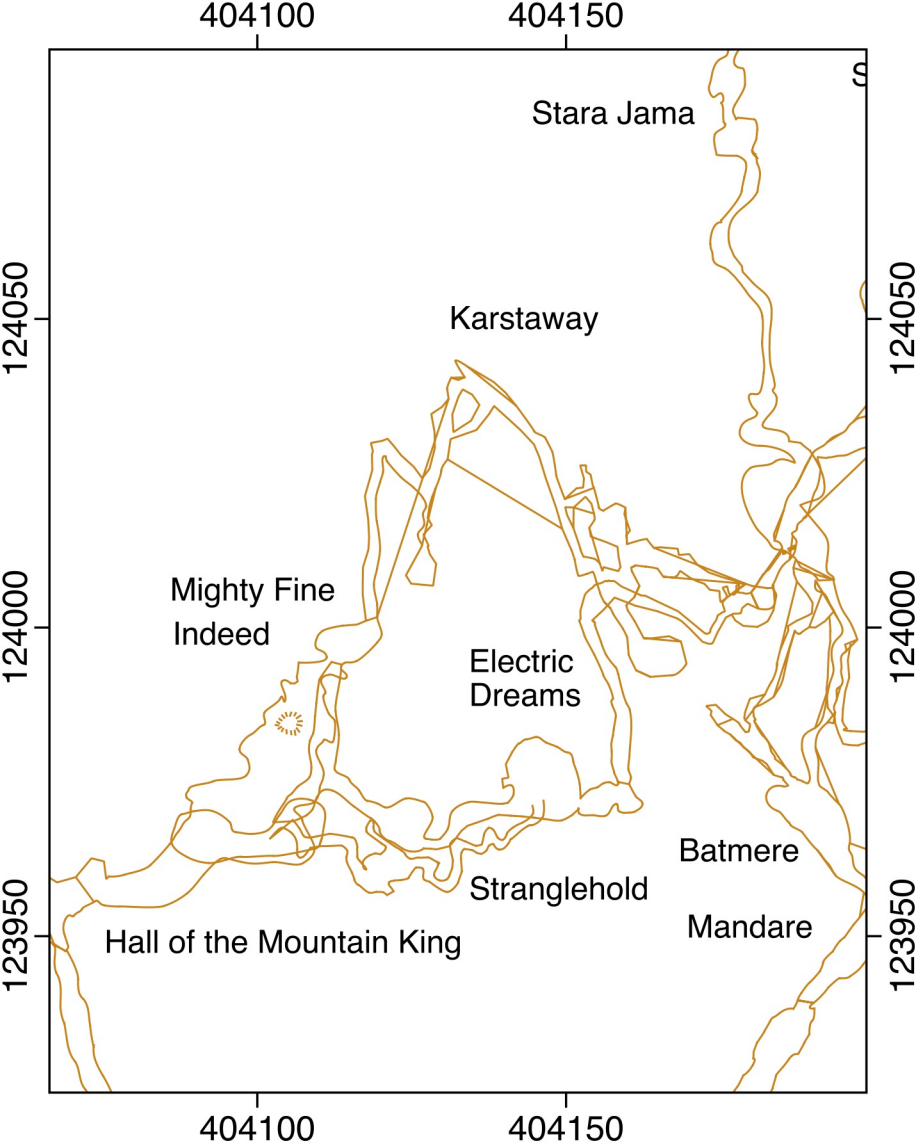 404100 404150
S
Stara Jama
124050 124050
Karstaway
Mighty Fine
Indeed
124000 124000
Electric
Dreams
Batmere
Stranglehold
Mandare
Hall of the Mountain King
123950 123950
404100 404150